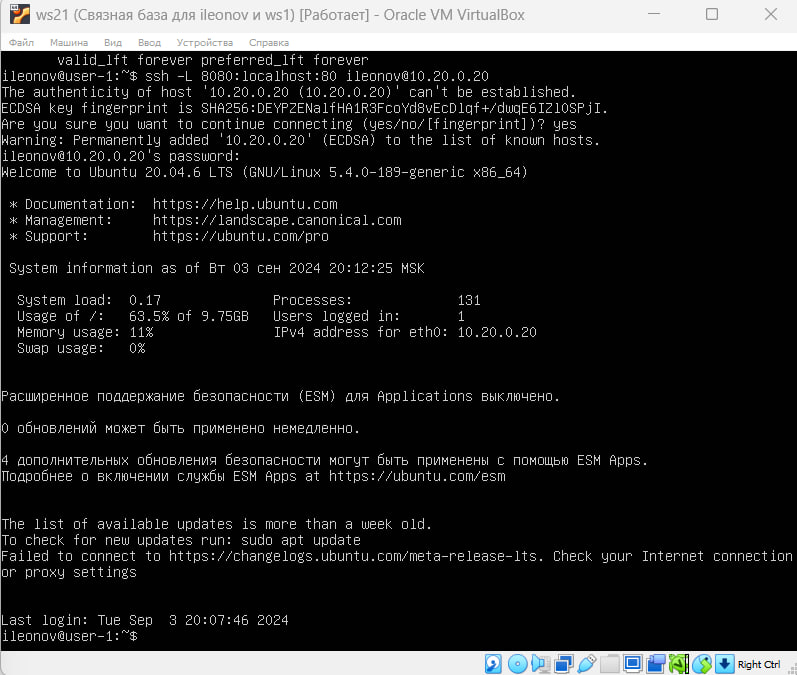 ws21 (Связная база для ileonov и ws1) [Работает] - Oracle VM VirtualBox
Файл Машина Вид Ввод Устройства Справка
valid_lft forever preferred_lft forever
ileonov@user-1:~$ ssh -L 8080:localhost:80 ileonov@10.20.0.20
The authenticity of host '10.20.0.20 (10.20.0.20)' can't be established.
ECDSA key fingerprint is SHA256:DEYPZENalfHA1R3FcoYd8vEcDlqf+/dwqE6IZl0SPjI.
Are you sure you want to continue connecting (yes/no/[fingerprint])? yes
Warning: Permanently added '10.20.0.20' (ECDSA) to the list of known hosts.
ileonov@10.20.0.20's password:
Welcome to Ubuntu 20.04.6 LTS (GNU/Linux 5.4.0-189-generic x86_64)
* Documentation:  https://help.ubuntu.com
* Management:     https://landscape.canonical.com
* Support:        https://ubuntu.com/pro
System information as of Вт 03 сен 2024 20:12:25 MSK
System load:  0.17              Processes:             131
Usage of /:   63.5% of 9.75GB   Users logged in:       1
Memory usage: 11%               IPv4 address for eth0: 10.20.0.20
Swap usage:   0%
Расширенное поддержание безопасности (ESM) для Applications выключено.
0 обновлений может быть применено немедленно.
4 дополнительных обновления безопасности могут быть применены с помощью ESM Apps.
Подробнее о включении службы ESM Apps at https://ubuntu.com/esm
The list of available updates is more than a week old.
To check for new updates run: sudo apt update
Failed to connect to https://changelogs.ubuntu.com/meta-release-lts. Check your Internet connection
or proxy settings
Last login: Tue Sep  3 20:07:46 2024
ileonov@user-1:~$
Right Ctrl